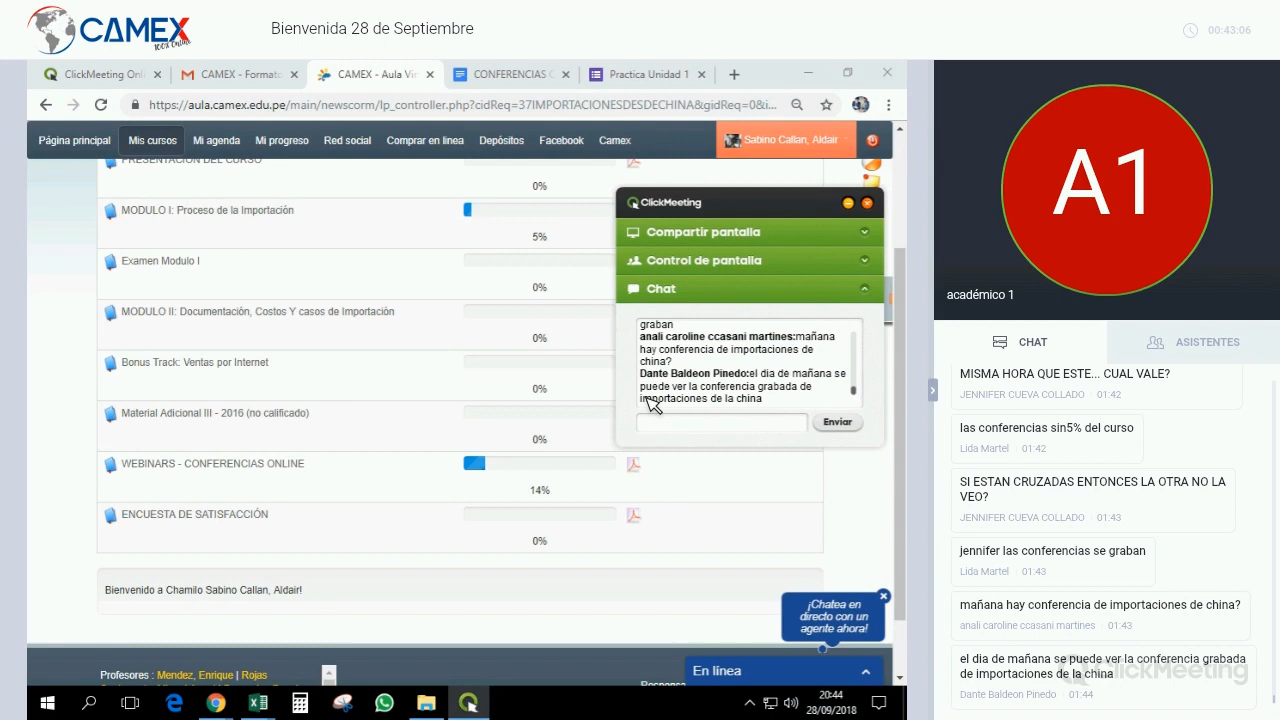 CAMEX
100% Online
Bienvenida 28 de Septiembre
00:43:06
ClickMeeting Onl
CAMEX - Formato
CAMEX - Aula Vi
CONFERENCIAS C
Practica Unidad 1
https://aula.camex.edu.pe/main/newscorm/lp_controller.php?cidReq=37IMPORTACIONESDESDECHINA&gidReq=0&i...
Página principal
Mis cursos
Mi agenda
Mi progreso
Red social
Comprar en linea
Depósitos
Facebook
Camex
Sabino Callan, Aldair
PRESENTACION DEL CURSO
0%
MODULO I: Proceso de la Importación
5%
Examen Modulo I
0%
MODULO II: Documentación, Costos Y casos de Importación
0%
Bonus Track: Ventas por Internet
0%
Material Adicional III - 2016 (no calificado)
0%
WEBINARS - CONFERENCIAS ONLINE
14%
ENCUESTA DE SATISFACCIÓN
0%
Bienvenido a Chamilo Sabino Callan, Aldair!
ClickMeeting
Compartir pantalla
Control de pantalla
Chat
graban
anali caroline ccasani martines:mañana
hay conferencia de importaciones de
china?
Dante Baldeon Pinedo:el dia de mañana se
puede ver la conferencia grabada de
importaciones de la china
Enviar
¡Chatea en
directo con un
agente ahora!
Profesores : Mendez, Enrique | Rojas
Responsa
En línea
20:44
28/09/2018
A1
académico 1
CHAT
ASISTENTES
MISMA HORA QUE ESTE... CUAL VALE?
JENNIFER CUEVA COLLADO · 01:42
las conferencias sin5% del curso
Lida Martel · 01:42
SI ESTAN CRUZADAS ENTONCES LA OTRA NO LA
VEO?
JENNIFER CUEVA COLLADO · 01:43
jennifer las conferencias se graban
Lida Martel · 01:43
mañana hay conferencia de importaciones de china?
anali caroline ccasani martines · 01:43
el dia de mañana se puede ver la conferencia grabada
de importaciones de la china
Dante Baldeon Pinedo · 01:44
ClickMeeting